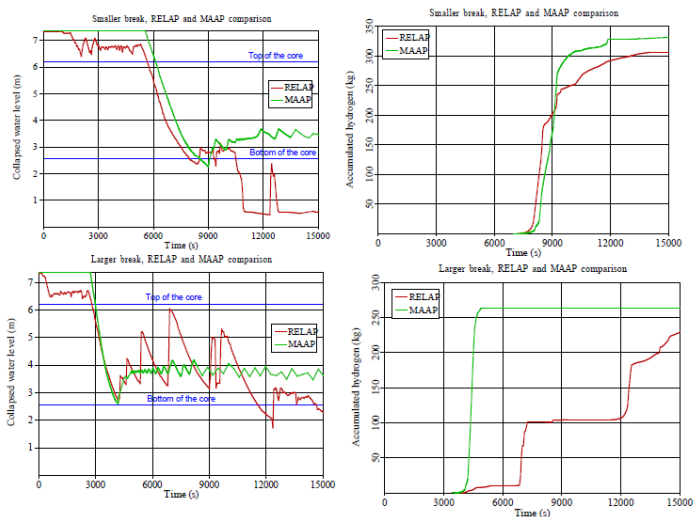 Smaller break, RELAP and MAAP comparison
Collapsed water level (m)
7
6
5
4
3
2
1
Top of the core
RELAP
MAAP
Bottom of the core
0 3000 6000 9000 12000 15000
Time (s)
Smaller break, RELAP and MAAP comparison
Accumulated hydrogen (kg)
350
300
250
200
150
100
50
RELAP
MAAP
0 3000 6000 9000 12000 15000
Time (s)
Larger break, RELAP and MAAP comparison
Collapsed water level (m)
7
6
5
4
3
2
1
Top of the core
RELAP
MAAP
Bottom of the core
0 3000 6000 9000 12000 15000
Time (s)
Larger break, RELAP and MAAP comparison
Accumulated hydrogen (kg)
300
250
200
150
100
50
RELAP
MAAP
0 3000 6000 9000 12000 15000
Time (s)